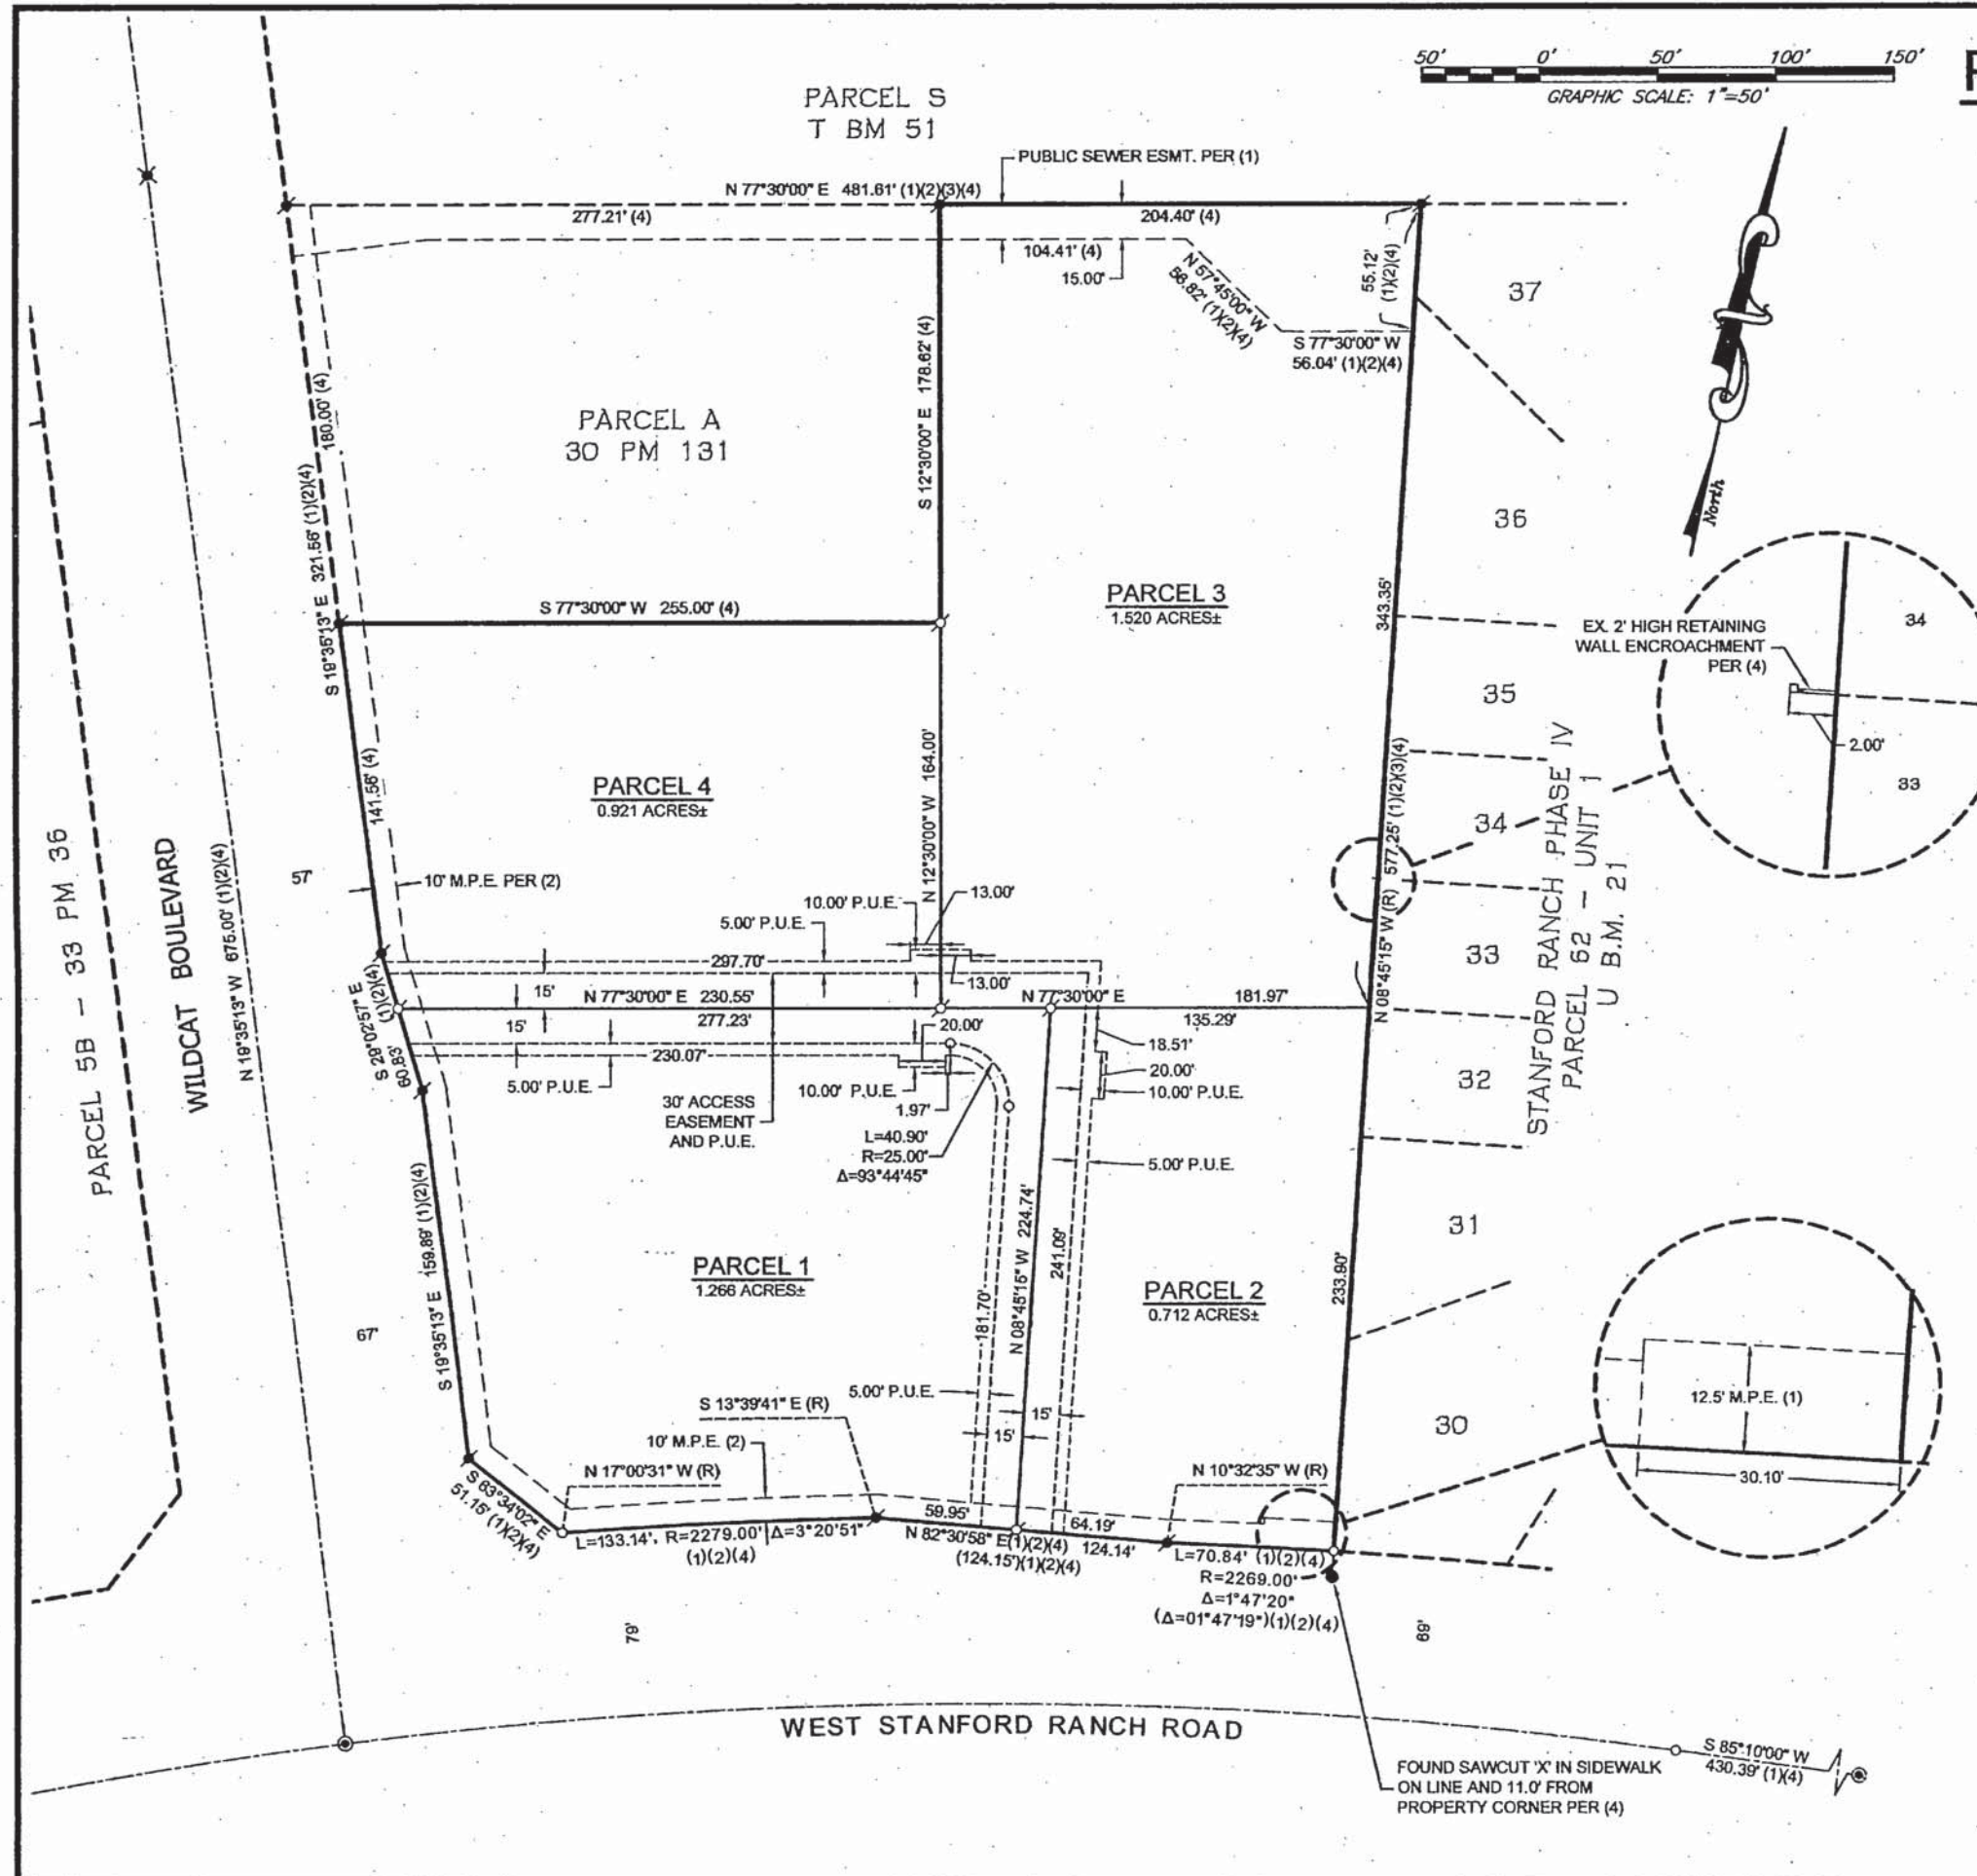 50' 0' 50' 100' 150'
GRAPHIC SCALE: 1"=50'
PARCEL S
T BM 51
PUBLIC SEWER ESMT. PER (1)
N 77°30'00" E 481.61' (1)(2)(3)(4)
277.21' (4)
204.40' (4)
104.41' (4)
15.00'
N 57°45'00" W
56.82' (1)(2)(4)
55.12'
(1)(2)(4)
S 77°30'00" W
56.04' (1)(2)(4)
37
North
S 12°30'00" E 178.62' (4)
180.00' (4)
PARCEL A
30 PM 131
36
S 19°35'13" E 321.56' (1)(2)(4)
S 77°30'00" W 255.00' (4)
PARCEL 3
1.520 ACRES±
343.35'
EX. 2' HIGH RETAINING
WALL ENCROACHMENT
PER (4)
34
2.00'
33
35
N 12°30'00" W 164.00'
141.56' (4)
PARCEL 4
0.921 ACRES±
N 08°45'15" W (R) 577.25' (1)(2)(3)(4)
34
STANFORD RANCH PHASE IV
PARCEL 62 - UNIT 1
U B.M. 21
PARCEL 5B - 33 PM 36
WILDCAT BOULEVARD
N 19°35'13" W 675.00' (1)(2)(4)
57'
10' M.P.E. PER (2)
10.00' P.U.E.
13.00'
5.00' P.U.E.
297.70'
13.00'
33
15'
N 77°30'00" E 230.55'
N 77°30'00" E
181.97'
S 29°02'57" E
(1)(2)(4)
60.83'
15'
277.23'
20.00'
135.29'
18.51'
230.07'
20.00'
5.00' P.U.E.
10.00' P.U.E.
10.00' P.U.E.
32
30' ACCESS
EASEMENT
AND P.U.E.
1.97'
L=40.90'
R=25.00'
Δ=93°44'45"
5.00' P.U.E.
S 19°35'13" E 159.89' (1)(2)(4)
N 08°45'15" W 224.74'
241.09'
31
PARCEL 1
1.266 ACRES±
181.70'
PARCEL 2
0.712 ACRES±
233.90'
67'
5.00' P.U.E.
15'
15'
30
12.5' M.P.E. (1)
30.10'
S 13°39'41" E (R)
10' M.P.E. (2)
N 17°00'31" W (R)
N 10°32'35" W (R)
S 83°34'02" E
51.15' (1)(2)(4)
L=133.14', R=2279.00' Δ=3°20'51"
(1)(2)(4)
59.95'
64.19'
N 82°30'58" E (1)(2)(4) 124.14'
(124.15')(1)(2)(4)
L=70.84' (1)(2)(4)
R=2269.00'
Δ=1°47'20"
(Δ=01°47'19")(1)(2)(4)
79'
69'
WEST STANFORD RANCH ROAD
S 85°10'00" W
430.39' (1)(4)
FOUND SAWCUT 'X' IN SIDEWALK
ON LINE AND 11.0' FROM
PROPERTY CORNER PER (4)